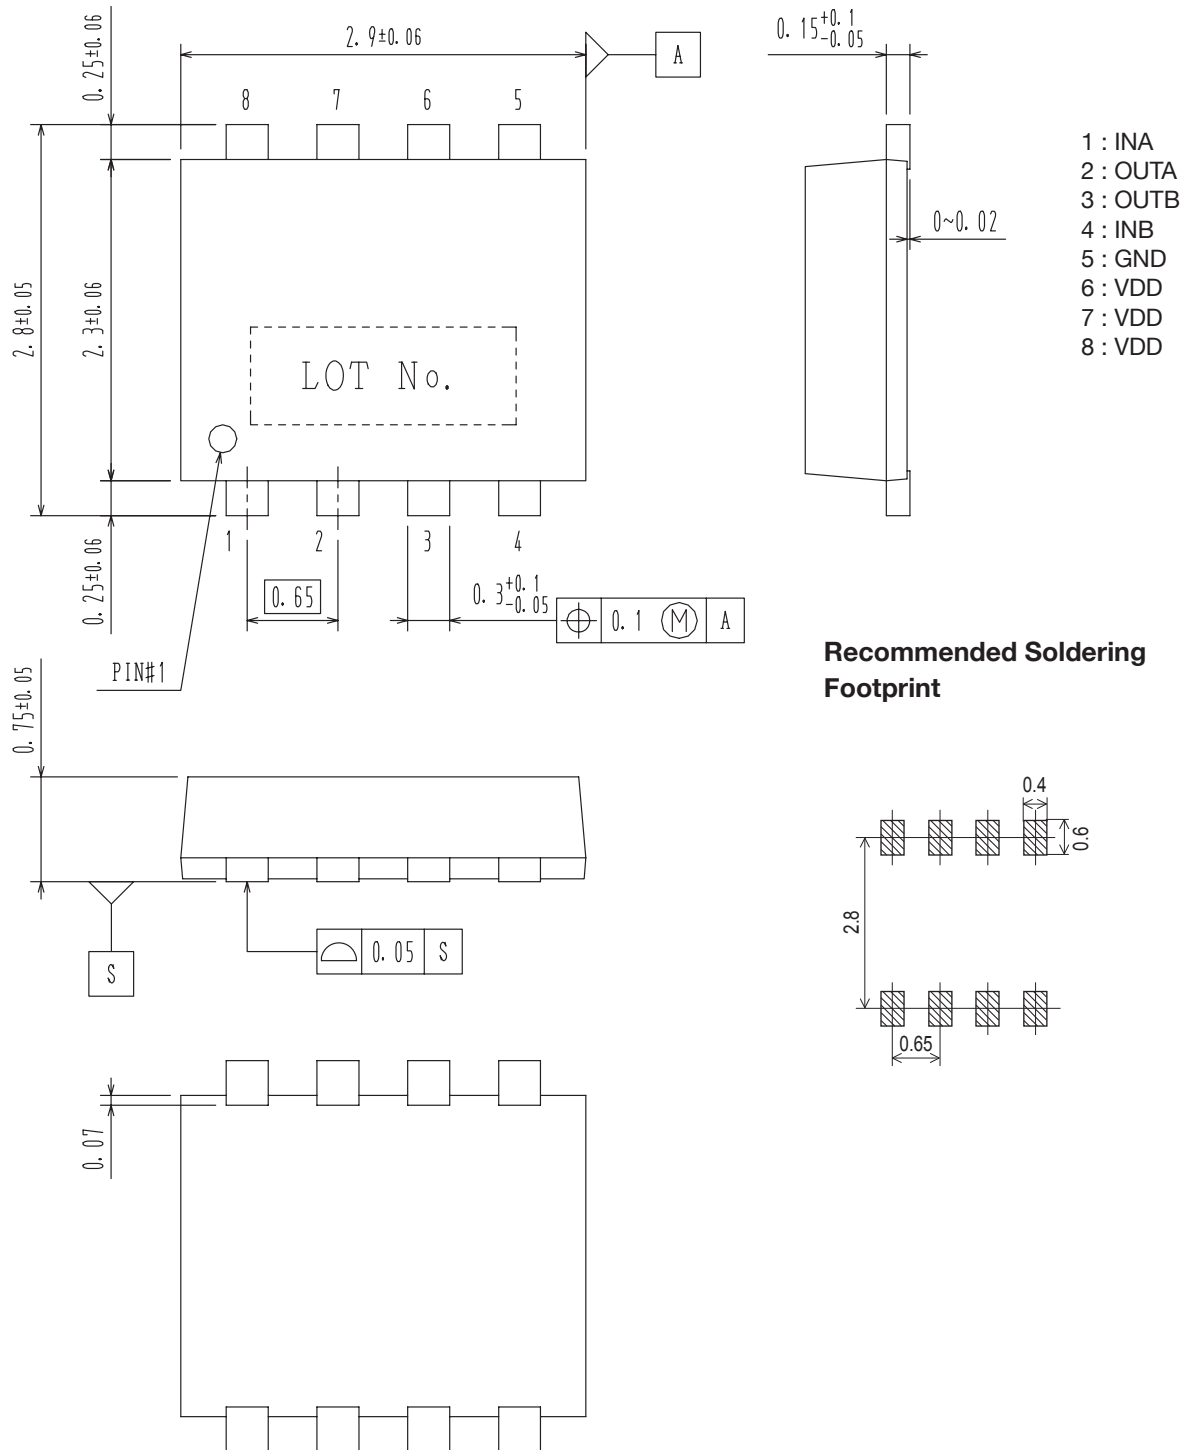 2.9±0.06
A
0.15+0.1-0.05
0.25±0.06
8 7 6 5
1 : INA
2 : OUTA
3 : OUTB
4 : INB
5 : GND
6 : VDD
7 : VDD
8 : VDD
0~0.02
2.8±0.05
2.3±0.06
LOT No.
1 2 3 4
0.25±0.06
0.65
0.3+0.1-0.05
0.1 Ⓜ A
PIN#1
Recommended Soldering
Footprint
0.75±0.05
0.4
0.6
2.8
0.65
S
0.05 S
0.07